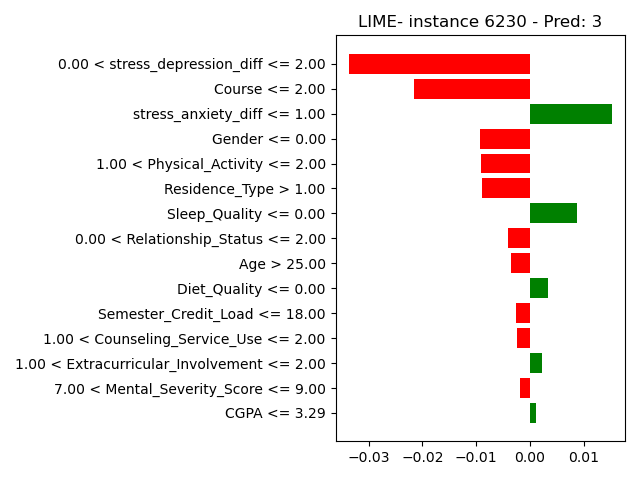 LIME- instance 6230 - Pred: 3
0.00 < stress_depression_diff <= 2.00
Course <= 2.00
stress_anxiety_diff <= 1.00
Gender <= 0.00
1.00 < Physical_Activity <= 2.00
Residence_Type > 1.00
Sleep_Quality <= 0.00
0.00 < Relationship_Status <= 2.00
Age > 25.00
Diet_Quality <= 0.00
Semester_Credit_Load <= 18.00
1.00 < Counseling_Service_Use <= 2.00
1.00 < Extracurricular_Involvement <= 2.00
7.00 < Mental_Severity_Score <= 9.00
CGPA <= 3.29
−0.03 −0.02 −0.01 0.00 0.01